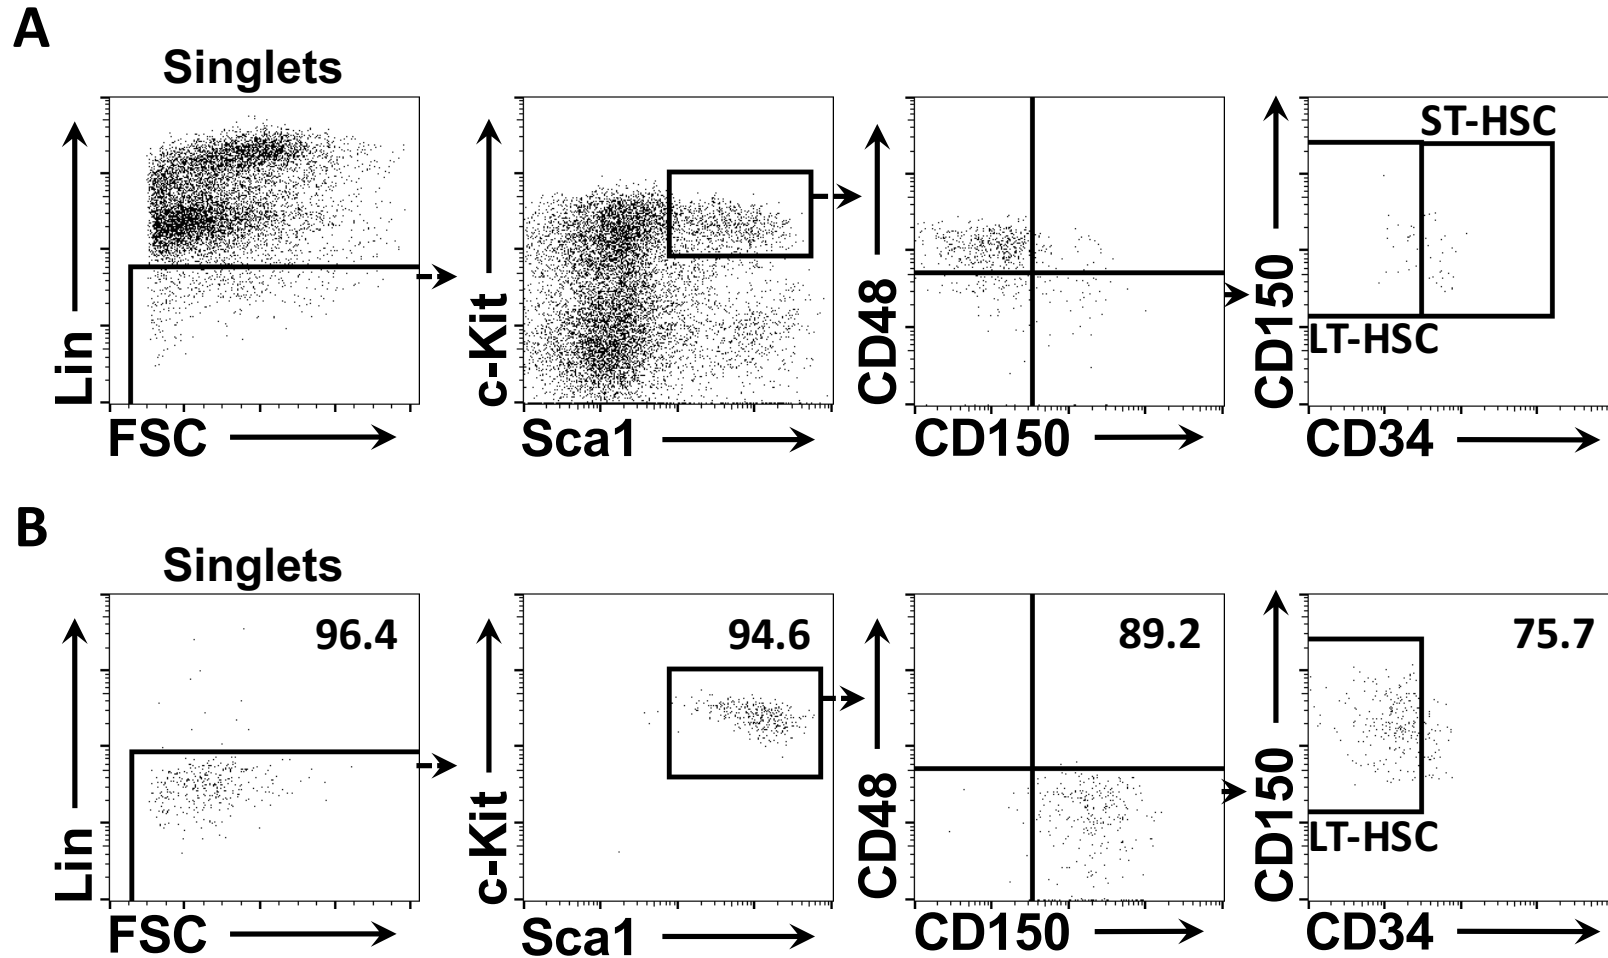 A
Singlets
Lin
FSC
c-Kit
Sca1
CD48
CD150
ST-HSC
LT-HSC
CD150
CD34
B
Singlets
96.4
Lin
FSC
94.6
c-Kit
Sca1
89.2
CD48
CD150
75.7
LT-HSC
CD150
CD34